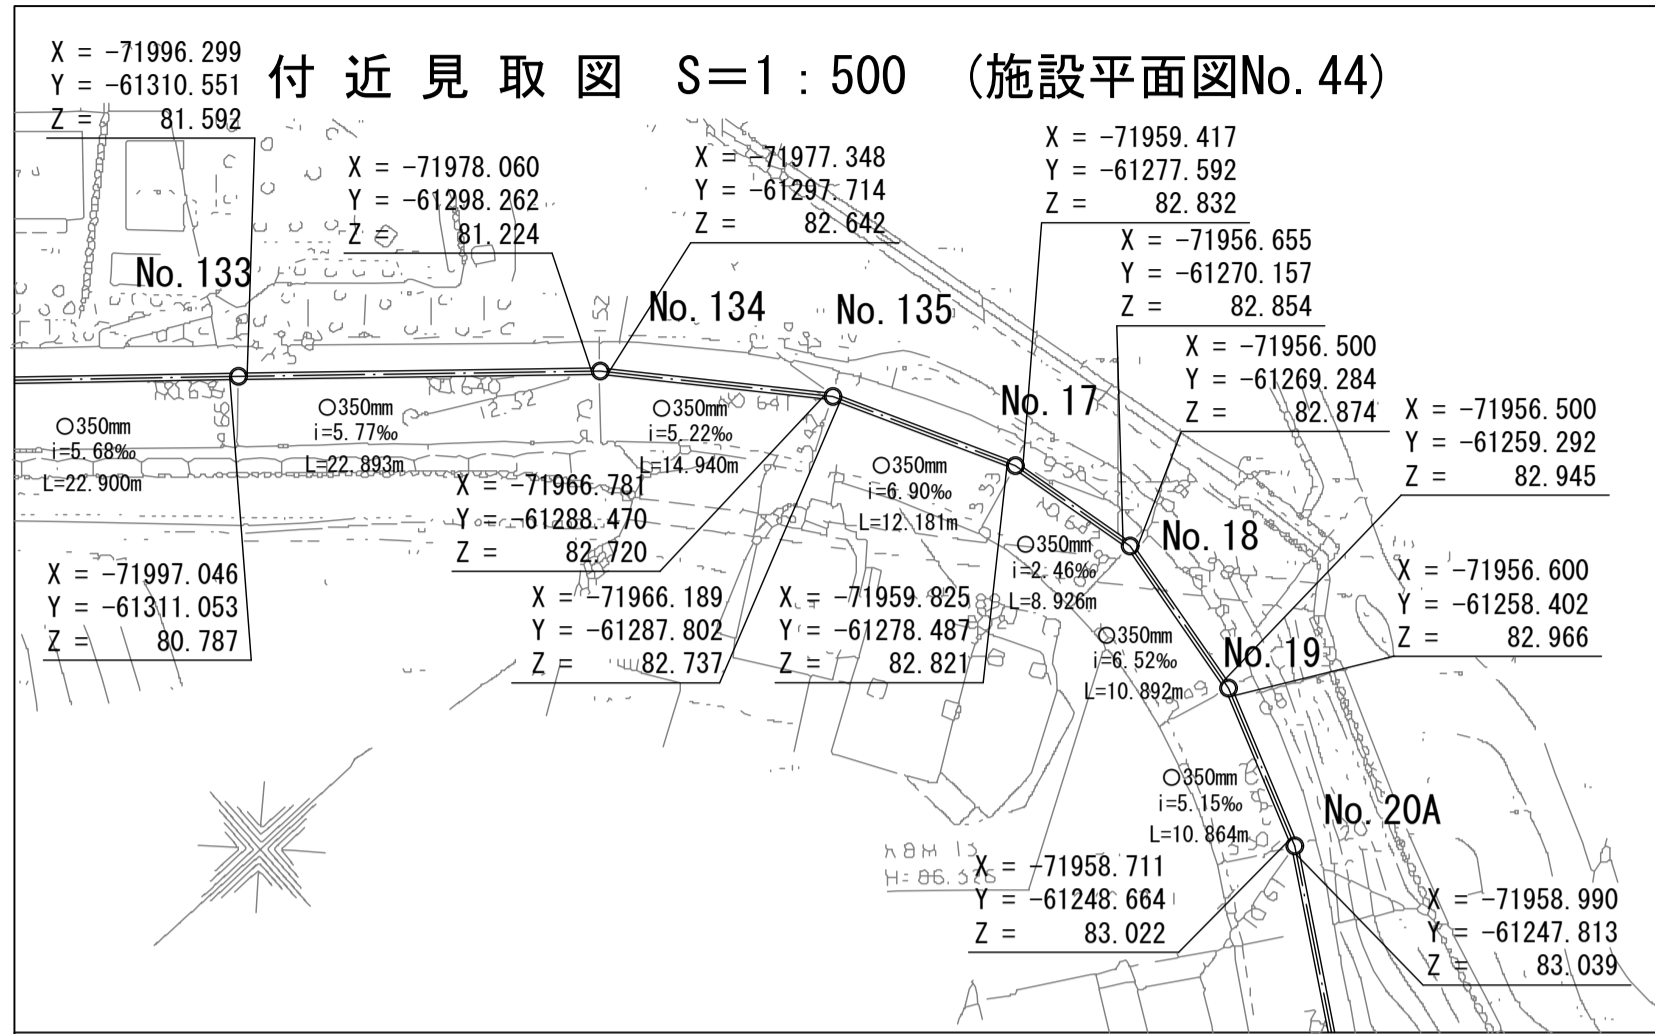 付近見取図 S=1:500 (施設平面図No.44)
X = -71996.299
Y = -61310.551
Z = 81.592
X = -71978.060
Y = -61298.262
Z = 81.224
X = -71977.348
Y = -61297.714
Z = 82.642
X = -71959.417
Y = -61277.592
Z = 82.832
X = -71956.655
Y = -61270.157
Z = 82.854
X = -71956.500
Y = -61269.284
Z = 82.874
X = -71956.500
Y = -61259.292
Z = 82.945
No.133
No.134
No.135
No.17
No.18
No.19
No.20A
○350mm
i=5.68‰
L=22.900m
○350mm
i=5.77‰
L=22.893m
○350mm
i=5.22‰
L=14.940m
○350mm
i=6.90‰
L=12.181m
○350mm
i=2.46‰
L=8.926m
○350mm
i=6.52‰
L=10.892m
○350mm
i=5.15‰
L=10.864m
X = -71966.781
Y = -61288.470
Z = 82.720
X = -71997.046
Y = -61311.053
Z = 80.787
X = -71966.189
Y = -61287.802
Z = 82.737
X = -71959.825
Y = -61278.487
Z = 82.821
X = -71956.600
Y = -61258.402
Z = 82.966
X = -71958.711
Y = -61248.664
Z = 83.022
X = -71958.990
Y = -61247.813
Z = 83.039
12.52